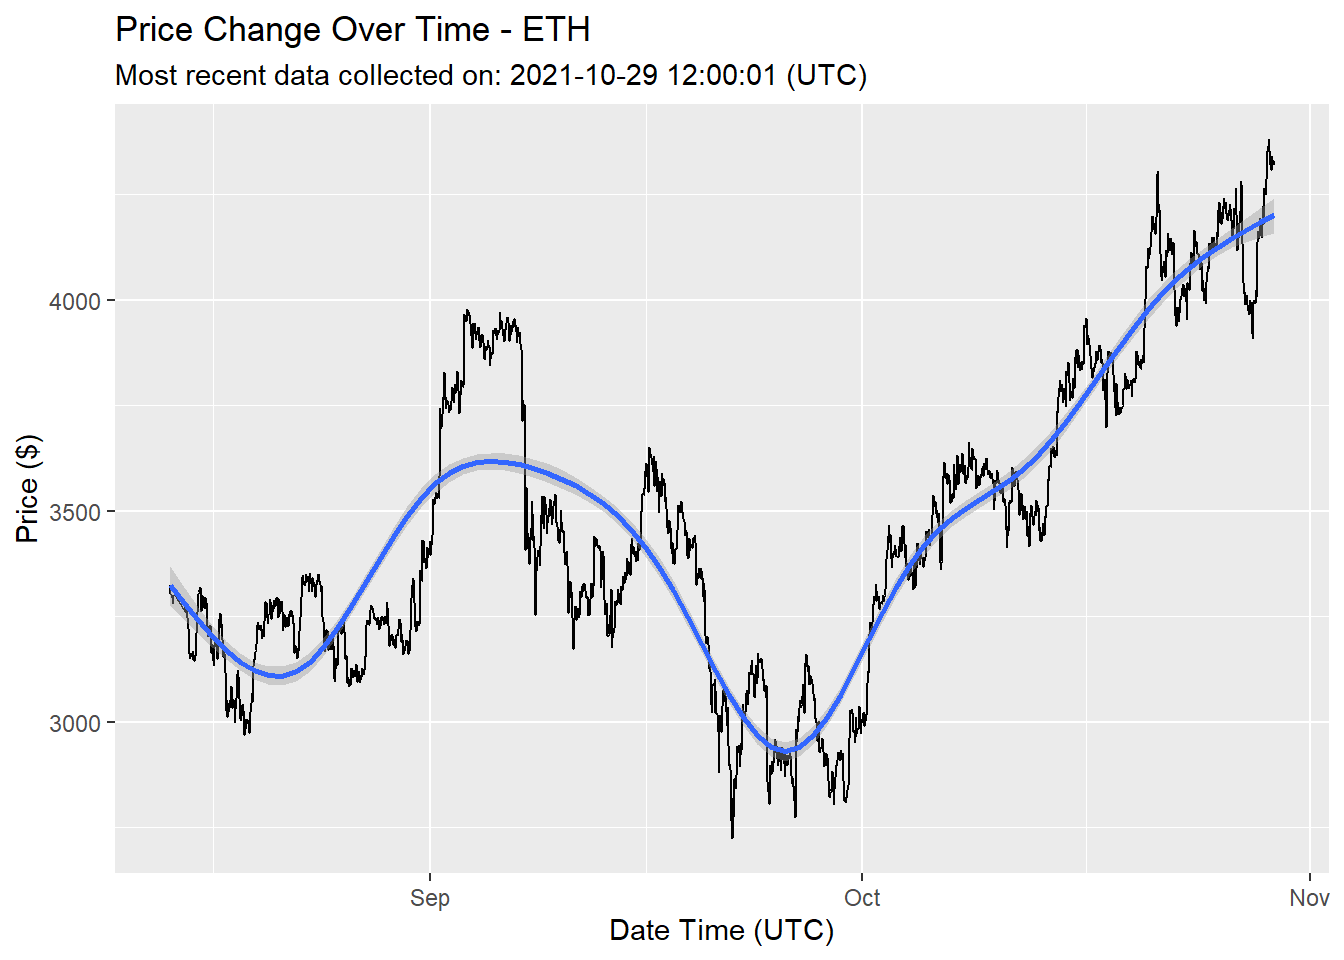 Price Change Over Time - ETH
Most recent data collected on: 2021-10-29 12:00:01 (UTC)
Price ($)
4000
3500
3000
Sep
Oct
Nov
Date Time (UTC)